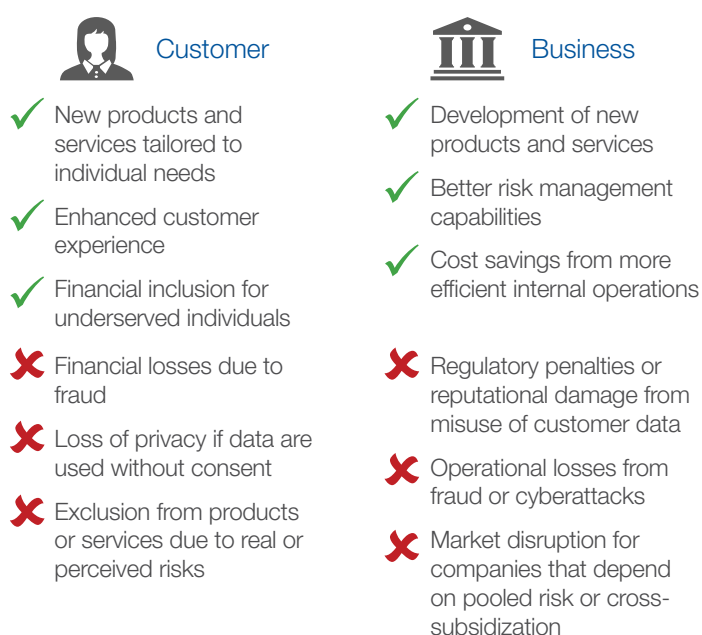 Customer
New products and
services tailored to
individual needs
Enhanced customer
experience
Financial inclusion for
underserved individuals
Financial losses due to
fraud
Loss of privacy if data are
used without consent
Exclusion from products
or services due to real or
perceived risks
Business
Development of new
products and services
Better risk management
capabilities
Cost savings from more
efficient internal operations
Regulatory penalties or
reputational damage from
misuse of customer data
Operational losses from
fraud or cyberattacks
Market disruption for
companies that depend
on pooled risk or cross-
subsidization